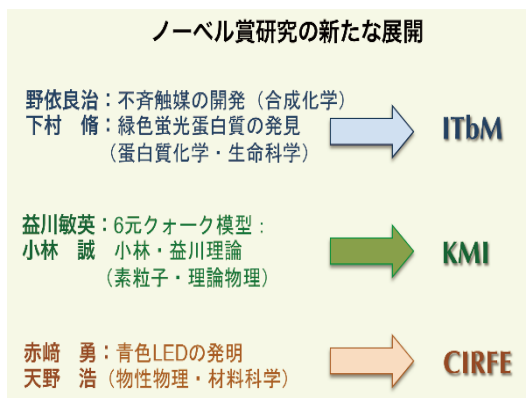 ノーベル賞研究の新たな展開
野依良治：不斉触媒の開発（合成化学）
下村　脩：緑色蛍光蛋白質の発見
（蛋白質化学・生命科学）
ITbM
益川敏英：6元クォーク模型：
小林　誠　小林・益川理論
（素粒子・理論物理）
KMI
赤﨑　勇：青色LEDの発明
天野　浩（物性物理・材料科学）
CIRFE